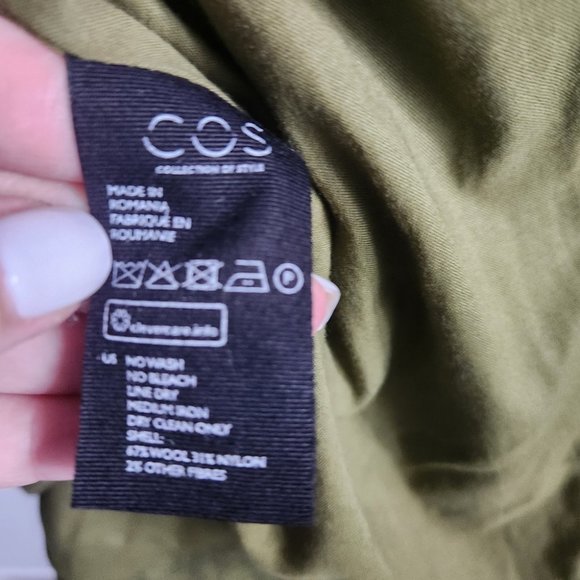 COS
COLLECTION OF STYLE
MADE IN
ROMANIA
FABRIQUÉ EN
ROUMANIE
P
clevercare.info
US NO WASH
NO BLEACH
LINE DRY
MEDIUM IRON
DRY CLEAN ONLY
SHELL:
67% WOOL 31% NYLON
2% OTHER FIBRES